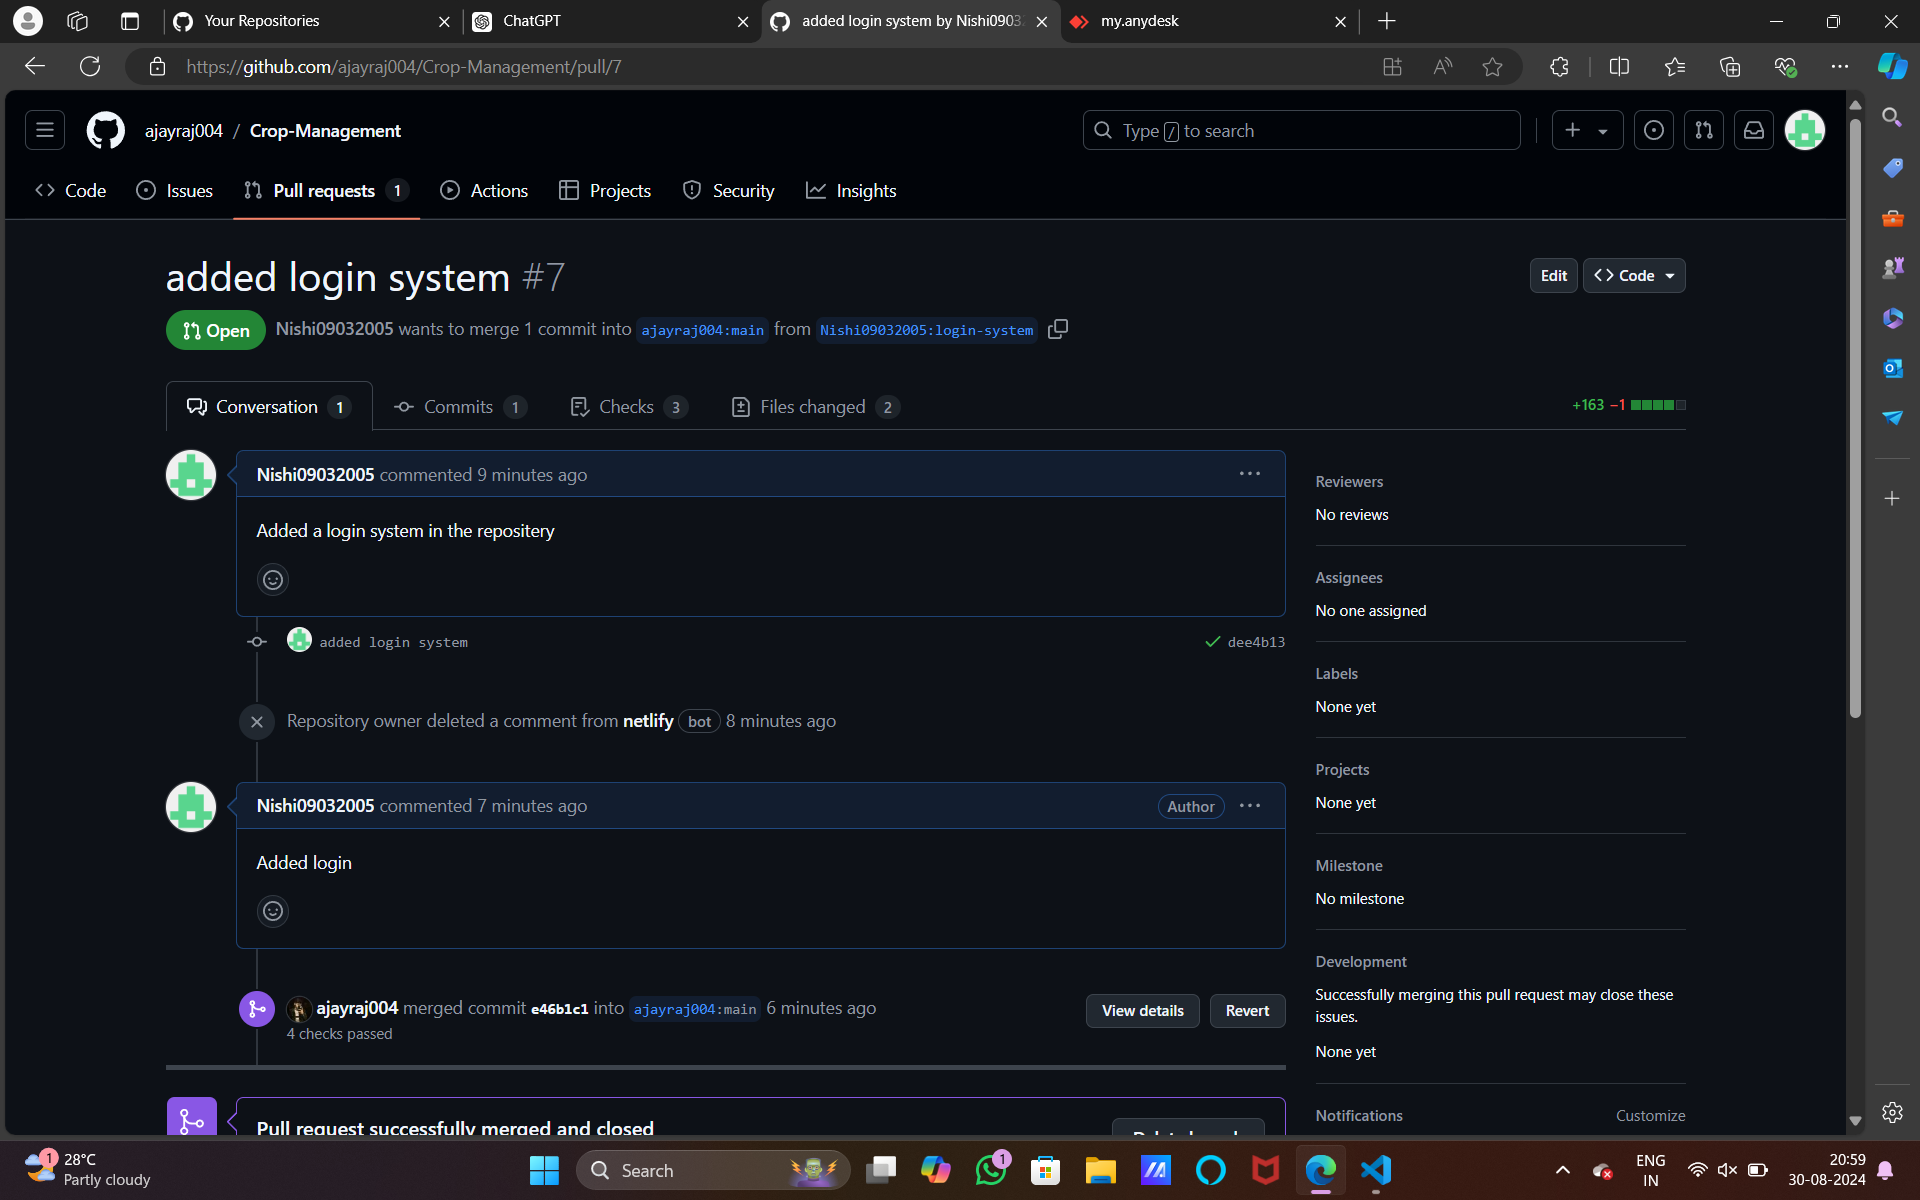 Your Repositories
ChatGPT
added login system by Nishi0903
my.anydesk
https://github.com/ajayraj004/Crop-Management/pull/7
ajayraj004 / Crop-Management
Type / to search
Code
Issues
Pull requests 1
Actions
Projects
Security
Insights
added login system #7
Edit
Code
Open
Nishi09032005 wants to merge 1 commit into ajayraj004:main from Nishi09032005:login-system
Conversation 1
Commits 1
Checks 3
Files changed 2
+163 −1
Nishi09032005 commented 9 minutes ago
Added a login system in the repositery
added login system
dee4b13
Repository owner deleted a comment from netlify bot 8 minutes ago
Nishi09032005 commented 7 minutes ago
Author
Added login
ajayraj004 merged commit e46b1c1 into ajayraj004:main 6 minutes ago
4 checks passed
View details
Revert
Pull request successfully merged and closed
Reviewers
No reviews
Assignees
No one assigned
Labels
None yet
Projects
None yet
Milestone
No milestone
Development
Successfully merging this pull request may close these
issues.
None yet
Notifications
Customize
1
28°C
Partly cloudy
Search
1
ENG
IN
20:59
30-08-2024